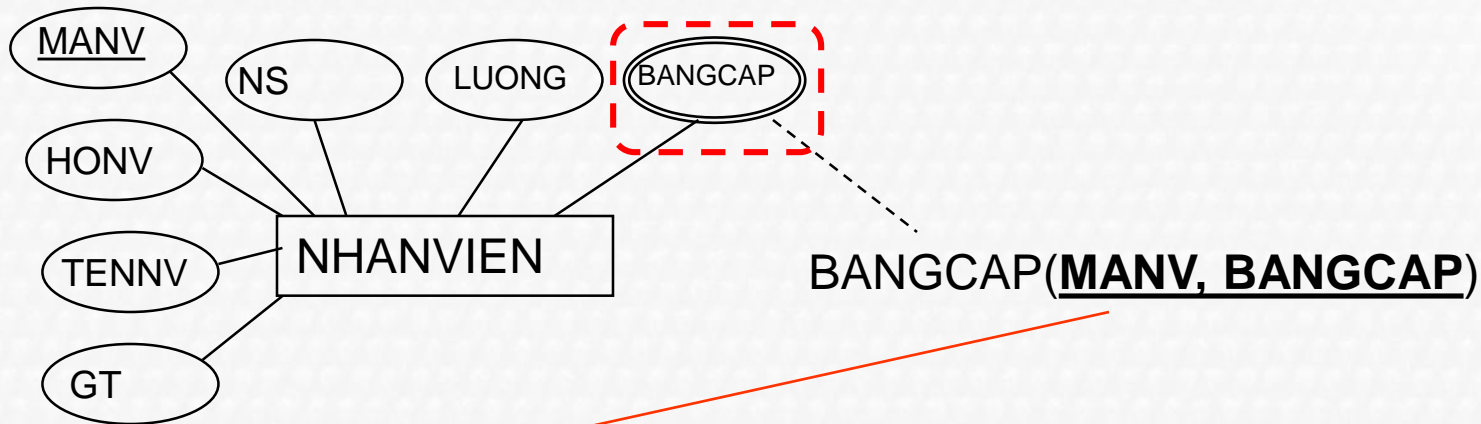 MANV
NS
LUONG
BANGCAP
HONV
TENNV
GT
NHANVIEN
BANGCAP(MANV, BANGCAP)